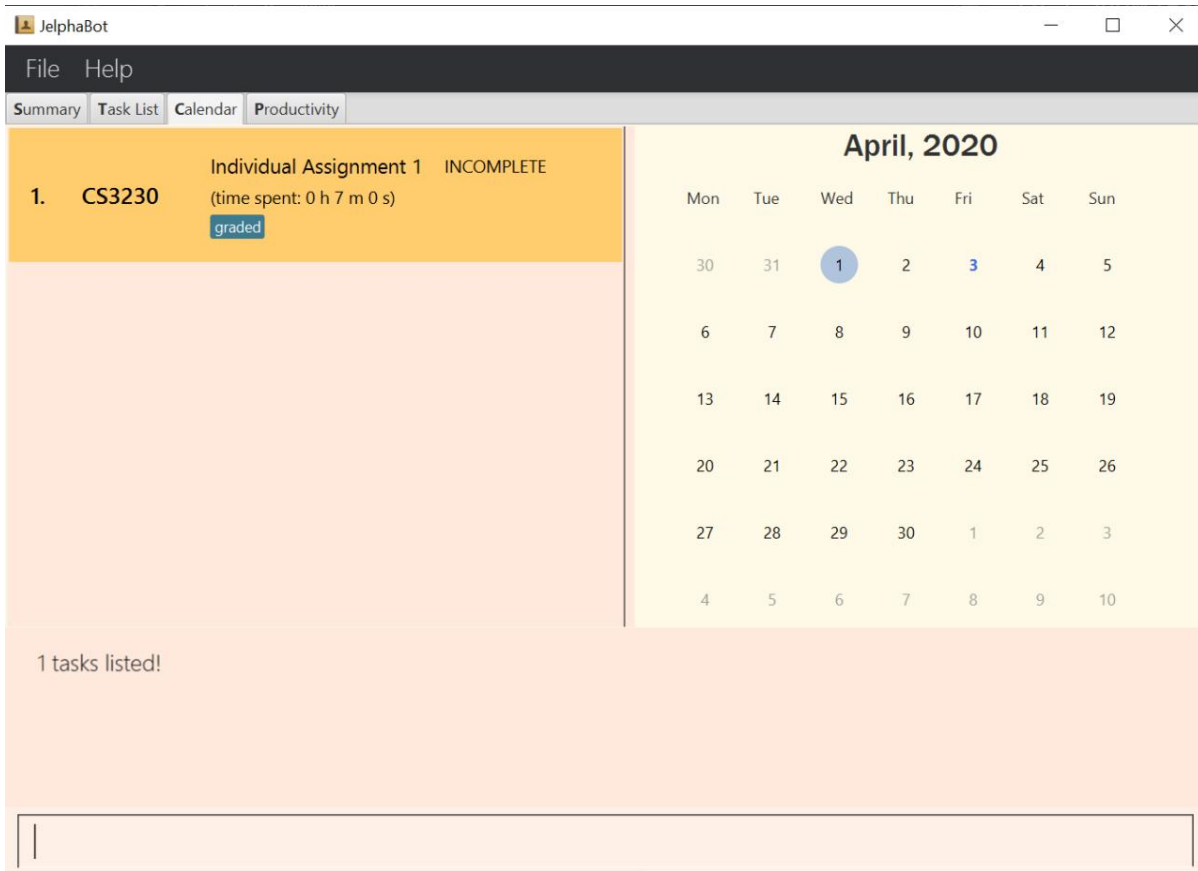 JelphaBot
File Help
Summary Task List Calendar Productivity
1. CS3230
Individual Assignment 1 INCOMPLETE
(time spent: 0 h 7 m 0 s)
graded
April, 2020
Mon Tue Wed Thu Fri Sat Sun
30 31 1 2 3 4 5
6 7 8 9 10 11 12
13 14 15 16 17 18 19
20 21 22 23 24 25 26
27 28 29 30 1 2 3
4 5 6 7 8 9 10
1 tasks listed!